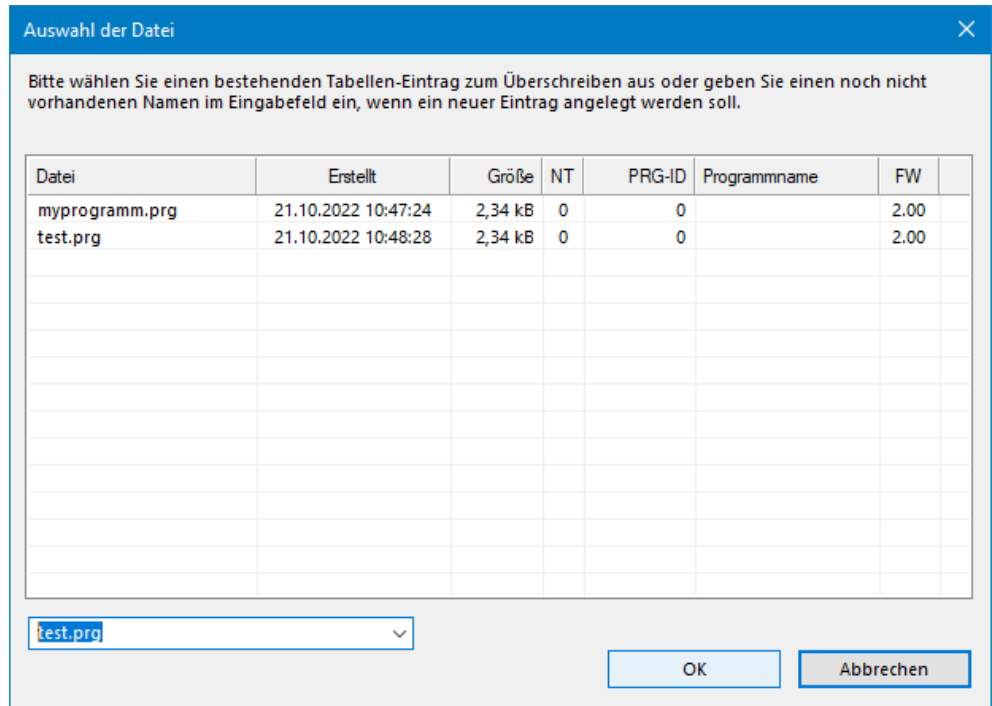 Auswahl der Datei
Bitte wählen Sie einen bestehenden Tabellen-Eintrag zum Überschreiben aus oder geben Sie einen noch nicht
vorhandenen Namen im Eingabefeld ein, wenn ein neuer Eintrag angelegt werden soll.
Datei Erstellt Größe NT PRG-ID Programmname FW
myprogramm.prg 21.10.2022 10:47:24 2,34 kB 0 0 2.00
test.prg 21.10.2022 10:48:28 2,34 kB 0 0 2.00
test.prg
OK Abbrechen